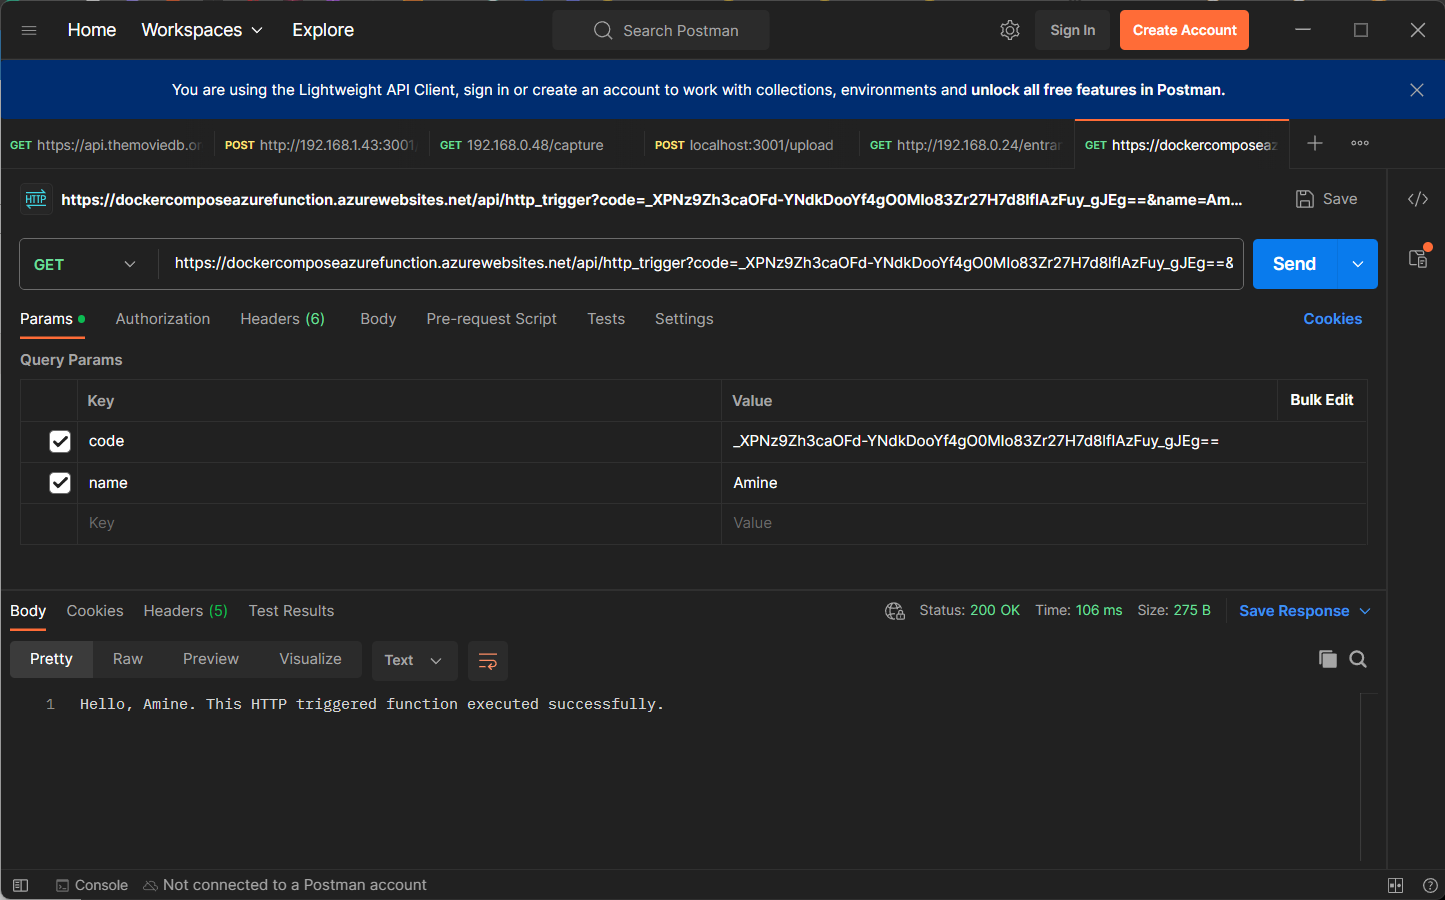 Home Workspaces Explore Search Postman Sign In Create Account
You are using the Lightweight API Client, sign in or create an account to work with collections, environments and unlock all free features in Postman.
GET https://api.themoviedb.or POST http://192.168.1.43:3001 GET 192.168.0.48/capture POST localhost:3001/upload GET http://192.168.0.24/entrar GET https://dockercomposeaz
HTTP https://dockercomposeazurefunction.azurewebsites.net/api/http_trigger?code=_XPNz9Zh3caOFd-YNdkDooYf4gO0MIo83Zr27H7d8IfIAzFuy_gJEg==&name=Am... Save
GET https://dockercomposeazurefunction.azurewebsites.net/api/http_trigger?code=_XPNz9Zh3caOFd-YNdkDooYf4gO0MIo83Zr27H7d8IfIAzFuy_gJEg==& Send
Params Authorization Headers (6) Body Pre-request Script Tests Settings Cookies
Query Params
Key Value Bulk Edit
code _XPNz9Zh3caOFd-YNdkDooYf4gO0MIo83Zr27H7d8IfIAzFuy_gJEg==
name Amine
Key Value
Body Cookies Headers (5) Test Results Status: 200 OK Time: 106 ms Size: 275 B Save Response
Pretty Raw Preview Visualize Text
1 Hello, Amine. This HTTP triggered function executed successfully.
Console Not connected to a Postman account